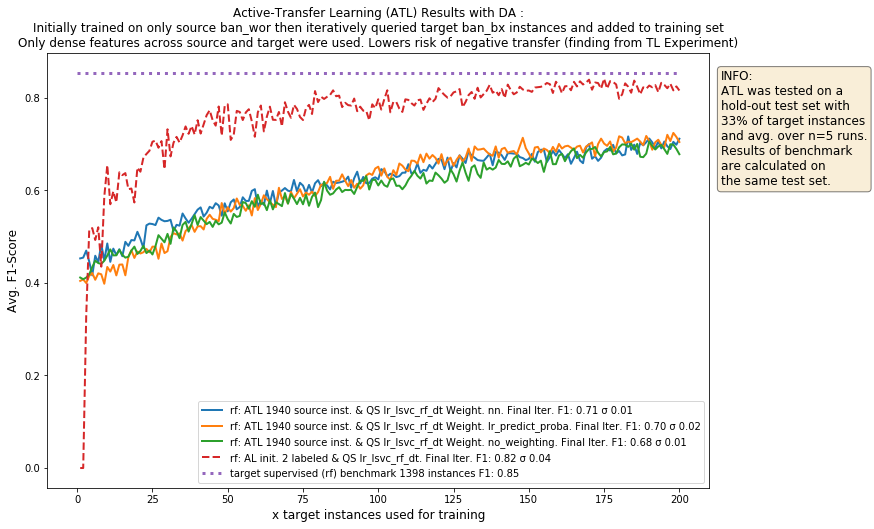 Active-Transfer Learning (ATL) Results with DA :
Initially trained on only source ban_wor then iteratively queried target ban_bx instances and added to training set
Only dense features across source and target were used. Lowers risk of negative transfer (finding from TL Experiment)
INFO:
ATL was tested on a
hold-out test set with
33% of target instances
and avg. over n=5 runs.
Results of benchmark
are calculated on
the same test set.
Avg. F1-Score
0.8
0.6
0.4
0.2
0.0
rf: ATL 1940 source inst. & QS lr_lsvc_rf_dt Weight. nn. Final Iter. F1: 0.71 σ 0.01
rf: ATL 1940 source inst. & QS lr_lsvc_rf_dt Weight. lr_predict_proba. Final Iter. F1: 0.70 σ 0.02
rf: ATL 1940 source inst. & QS lr_lsvc_rf_dt Weight. no_weighting. Final Iter. F1: 0.68 σ 0.01
rf: AL init. 2 labeled & QS lr_lsvc_rf_dt. Final Iter. F1: 0.82 σ 0.04
target supervised (rf) benchmark 1398 instances F1: 0.85
0 25 50 75 100 125 150 175 200
x target instances used for training